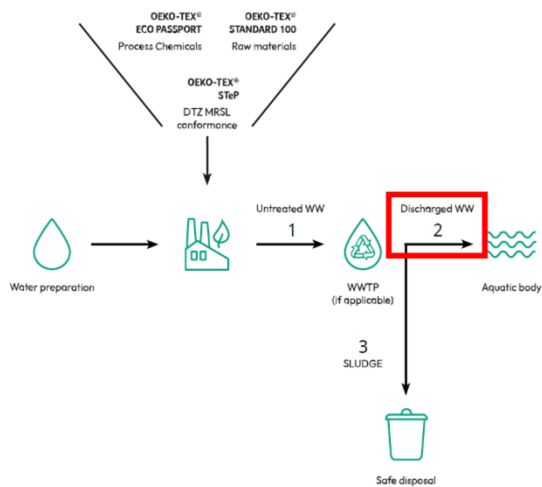 OEKO-TEX®
ECO PASSPORT
Process Chemicals
OEKO-TEX®
STANDARD 100
Raw materials
OEKO-TEX®
STeP
DTZ MRSL
conformance
Untreated WW
1
Discharged WW
2
Water preparation
WWTP
(if applicable)
Aquatic body
3
SLUDGE
Safe disposal